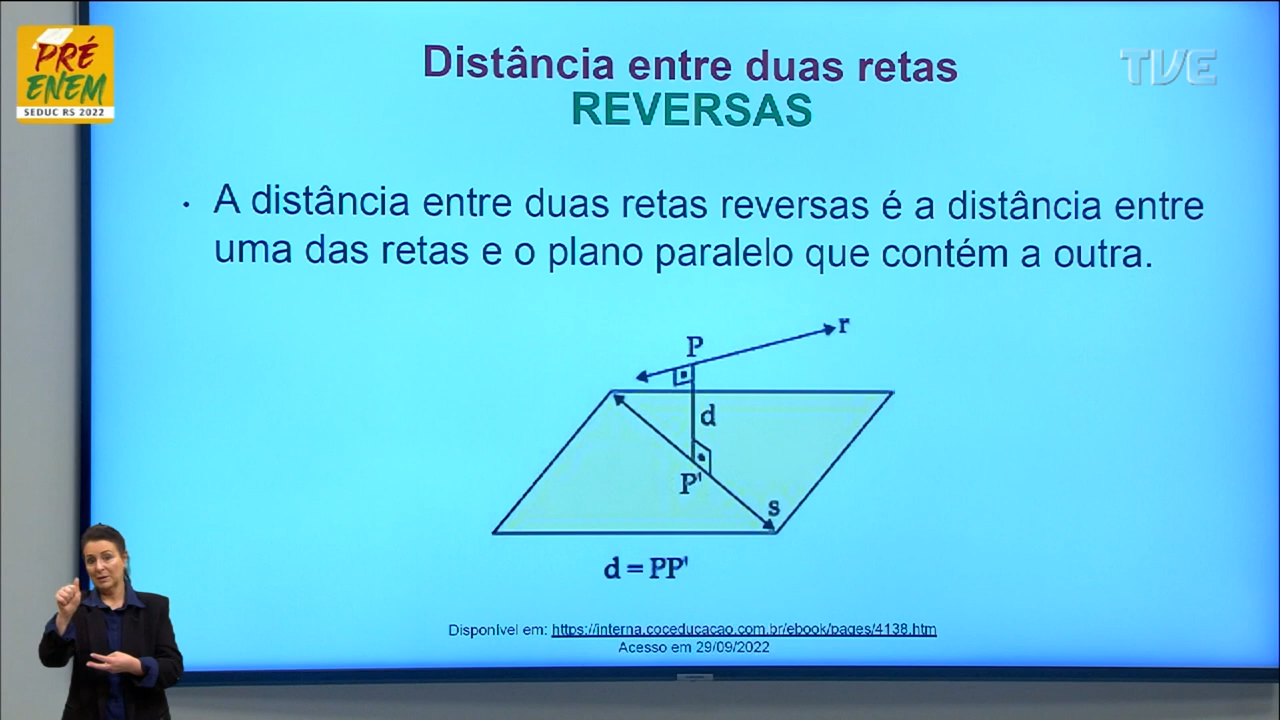 PRÉ
ENEM
SEDUC RS 2022
TVE
Distância entre duas retas
REVERSAS
• A distância entre duas retas reversas é a distância entre
uma das retas e o plano paralelo que contém a outra.
r
P
d
P'
s
d = PP'
Disponível em: https://interna.coceducacao.com.br/ebook/pages/4138.htm
Acesso em 29/09/2022